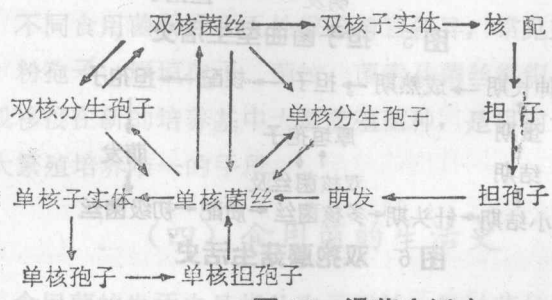 双核菌丝 双核子实体 核 配
双核分生孢子 单核分生孢子 担 子
单核子实体 单核菌丝 萌发 担孢子
单核孢子 单核担孢子